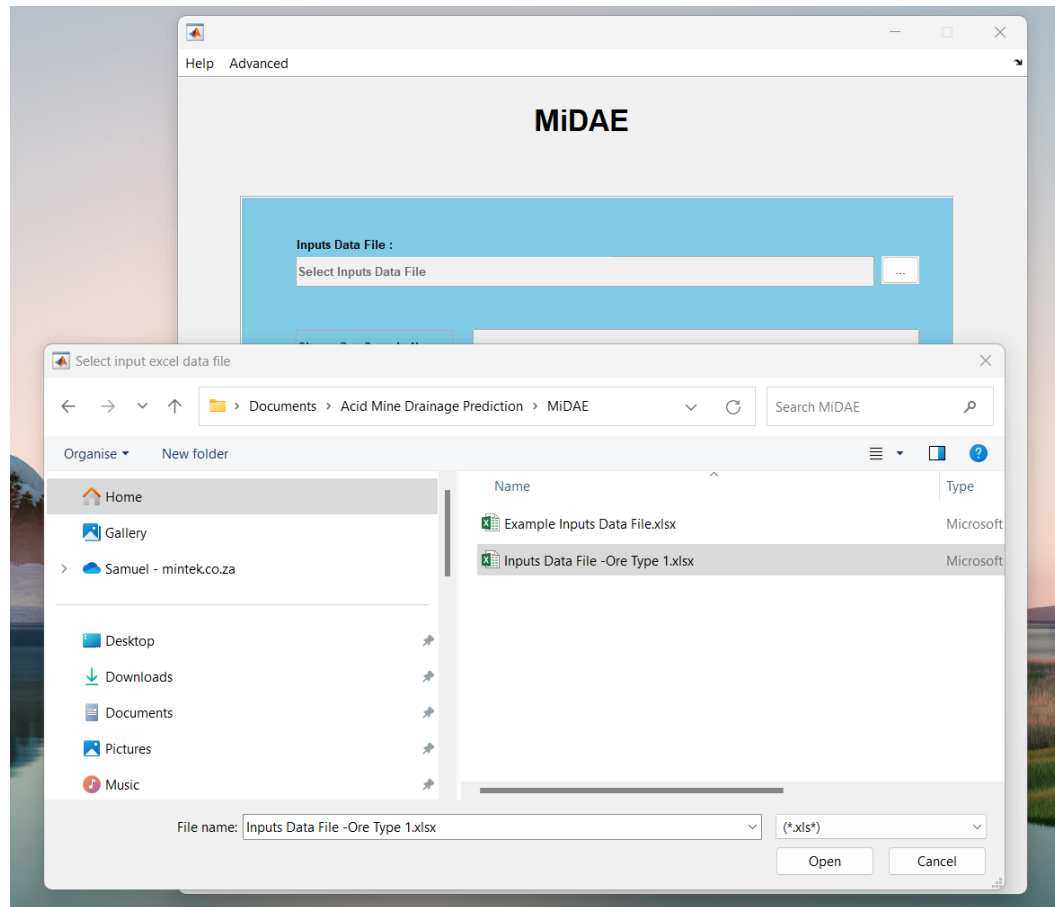 Help Advanced
MiDAE
Inputs Data File :
Select Inputs Data File
...
Select input excel data file
Documents > Acid Mine Drainage Prediction > MiDAE
Search MiDAE
Organise New folder
Home
Gallery
Samuel - mintek.co.za
Desktop
Downloads
Documents
Pictures
Music
Name Type
Example Inputs Data File.xlsx Microsoft
Inputs Data File -Ore Type 1.xlsx Microsoft
File name: Inputs Data File -Ore Type 1.xlsx (*.xls*)
Open Cancel